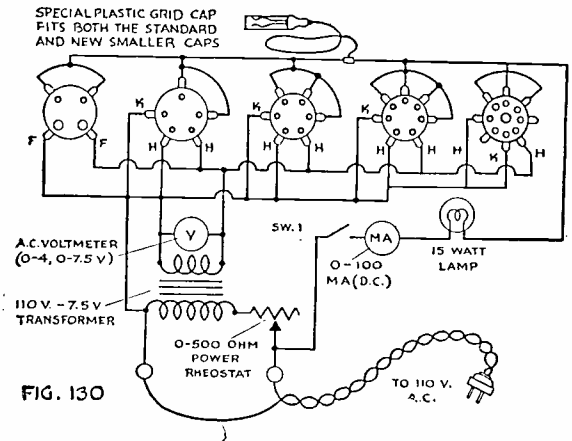 SPECIAL PLASTIC GRID CAP
FITS BOTH THE STANDARD
AND NEW SMALLER CAPS
K
K
K
F
F
H
H
H
H
H
H
H
K
H
A.C. VOLTMETER
(0-4, 0-7.5 V)
V
SW.1
MA
0-100
MA (D.C.)
15 WATT
LAMP
110 V. - 7.5 V
TRANSFORMER
0-500 OHM
POWER
RHEOSTAT
FIG. 130
TO 110 V.
A.C.